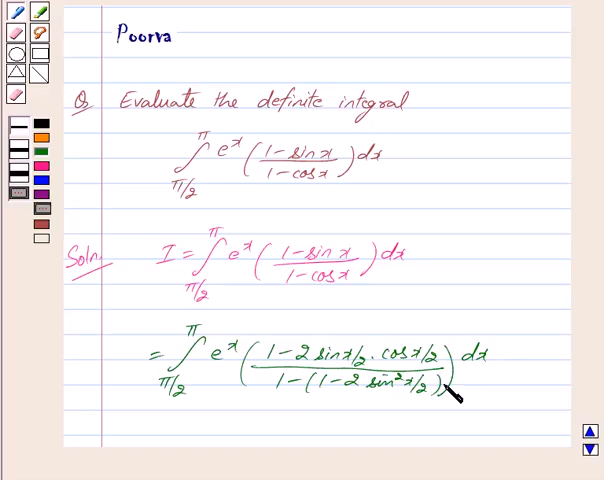 Poorva
Q Evaluate the definite integral
∫_{π/2}^{π} e^x ( (1 - sin x) / (1 - cos x) ) dx
Soln. I = ∫_{π/2}^{π} e^x ( (1 - sin x) / (1 - cos x) ) dx
= ∫_{π/2}^{π} e^x ( (1 - 2 sin x/2 . cos x/2) / (1 - (1 - 2 sin² x/2)) ) dx